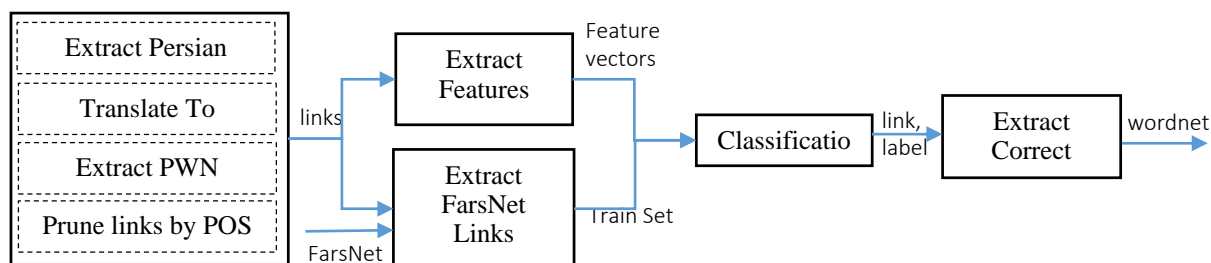 Extract Persian
Translate To
Extract PWN
Prune links by POS
links
FarsNet
Extract
Features
Extract
FarsNet
Links
Feature
vectors
Train Set
Classificatio
link,
label
Extract
Correct
wordnet